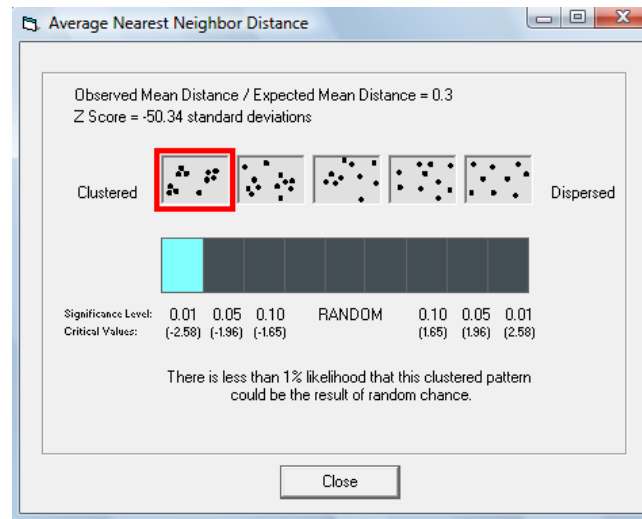 Average Nearest Neighbor Distance
Observed Mean Distance / Expected Mean Distance = 0.3
Z Score = -50.34 standard deviations
Clustered
Dispersed
Significance Level: 0.01 0.05 0.10 RANDOM 0.10 0.05 0.01
Critical Values: (-2.58) (-1.96) (-1.65) (1.65) (1.96) (2.58)
There is less than 1% likelihood that this clustered pattern
could be the result of random chance.
Close